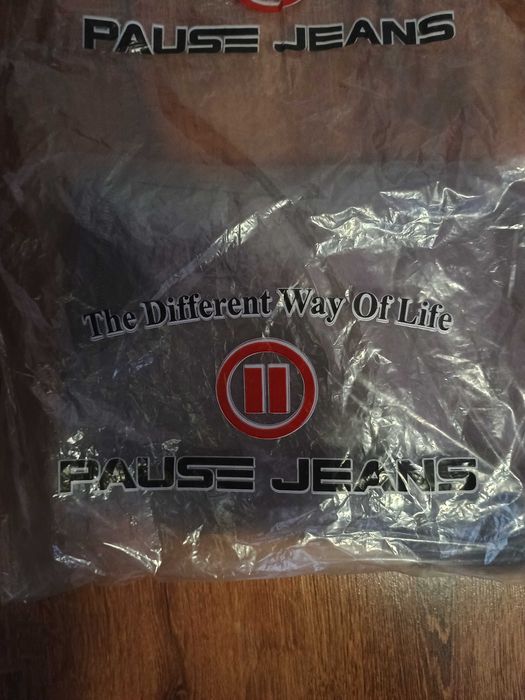 PAUSE JEANS
The Different Way Of Life
PAUSE JEANS